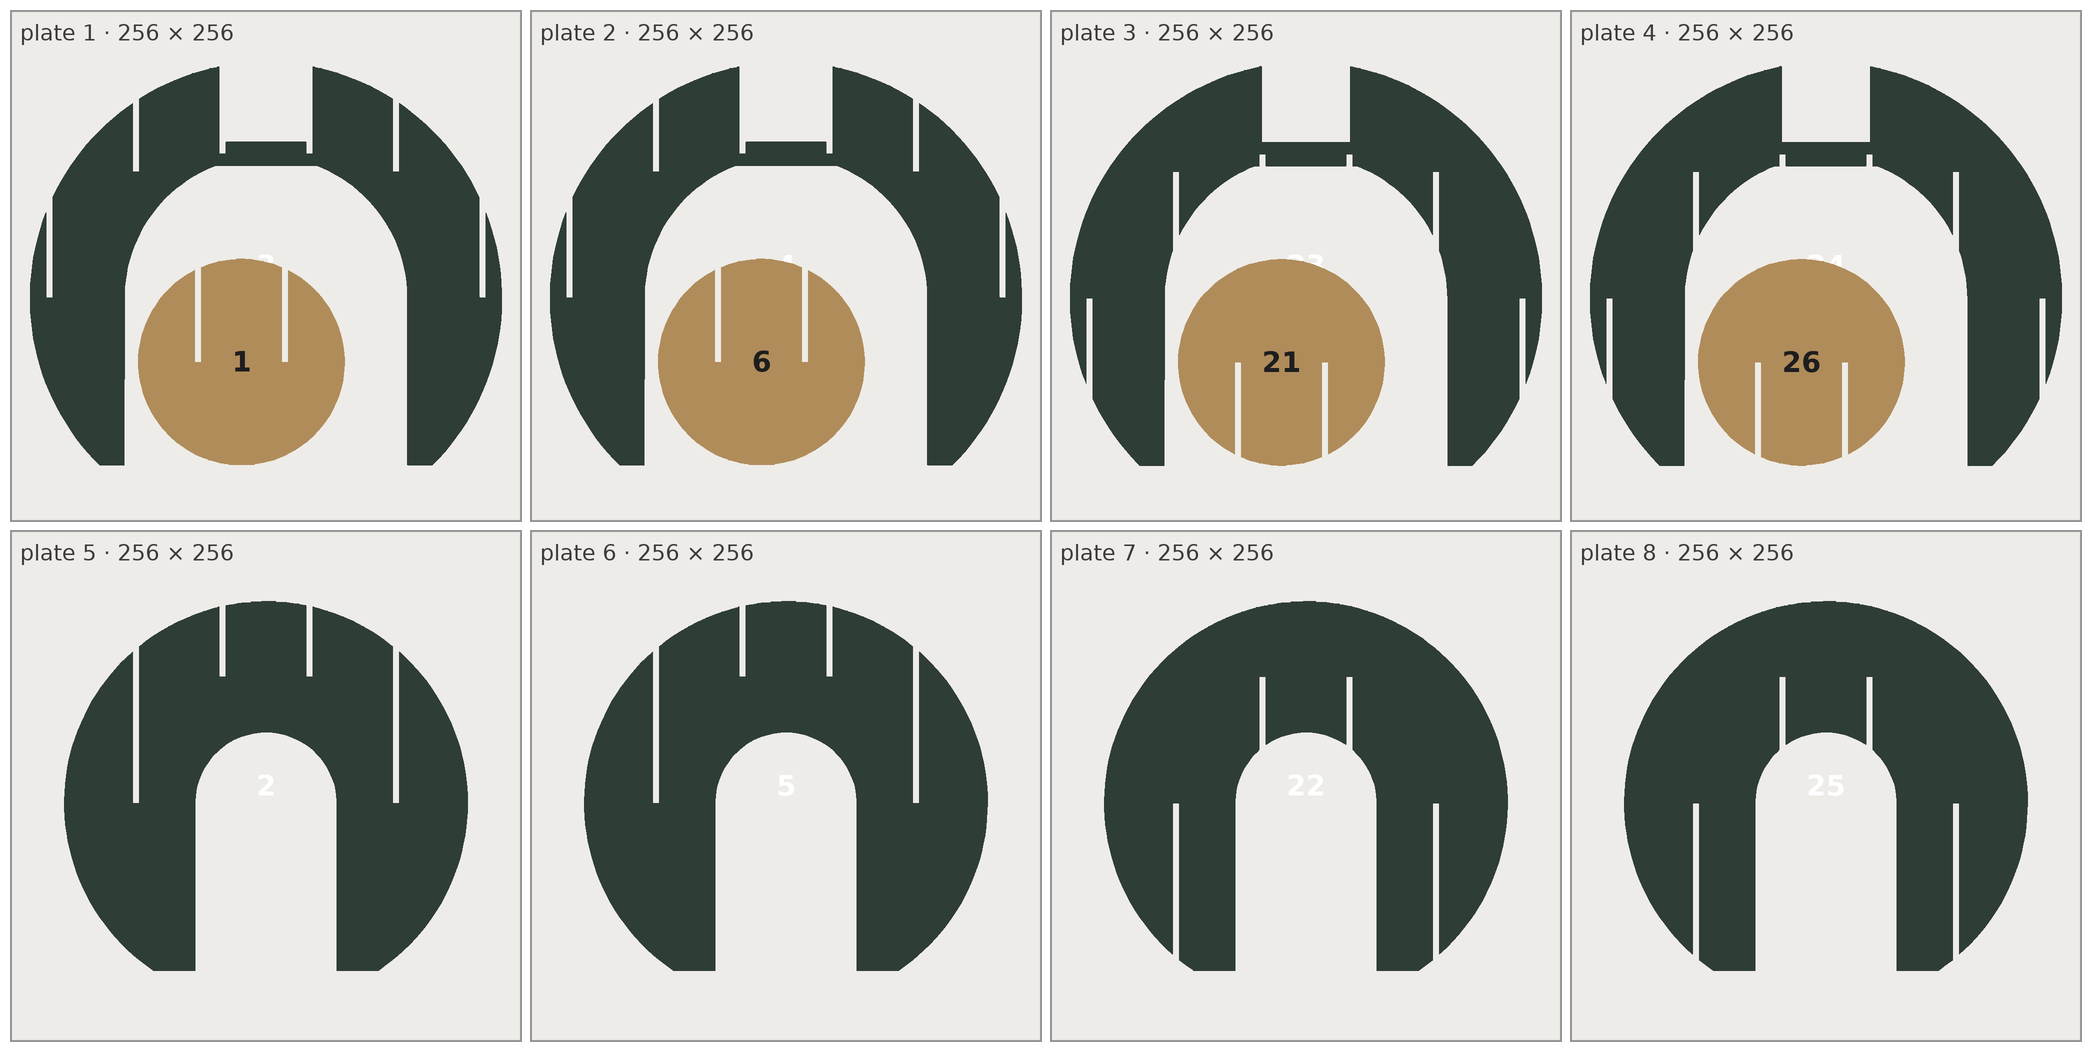 plate 1 · 256 × 256
1
plate 2 · 256 × 256
6
plate 3 · 256 × 256
21
plate 4 · 256 × 256
26
plate 5 · 256 × 256
2
plate 6 · 256 × 256
5
plate 7 · 256 × 256
22
plate 8 · 256 × 256
25